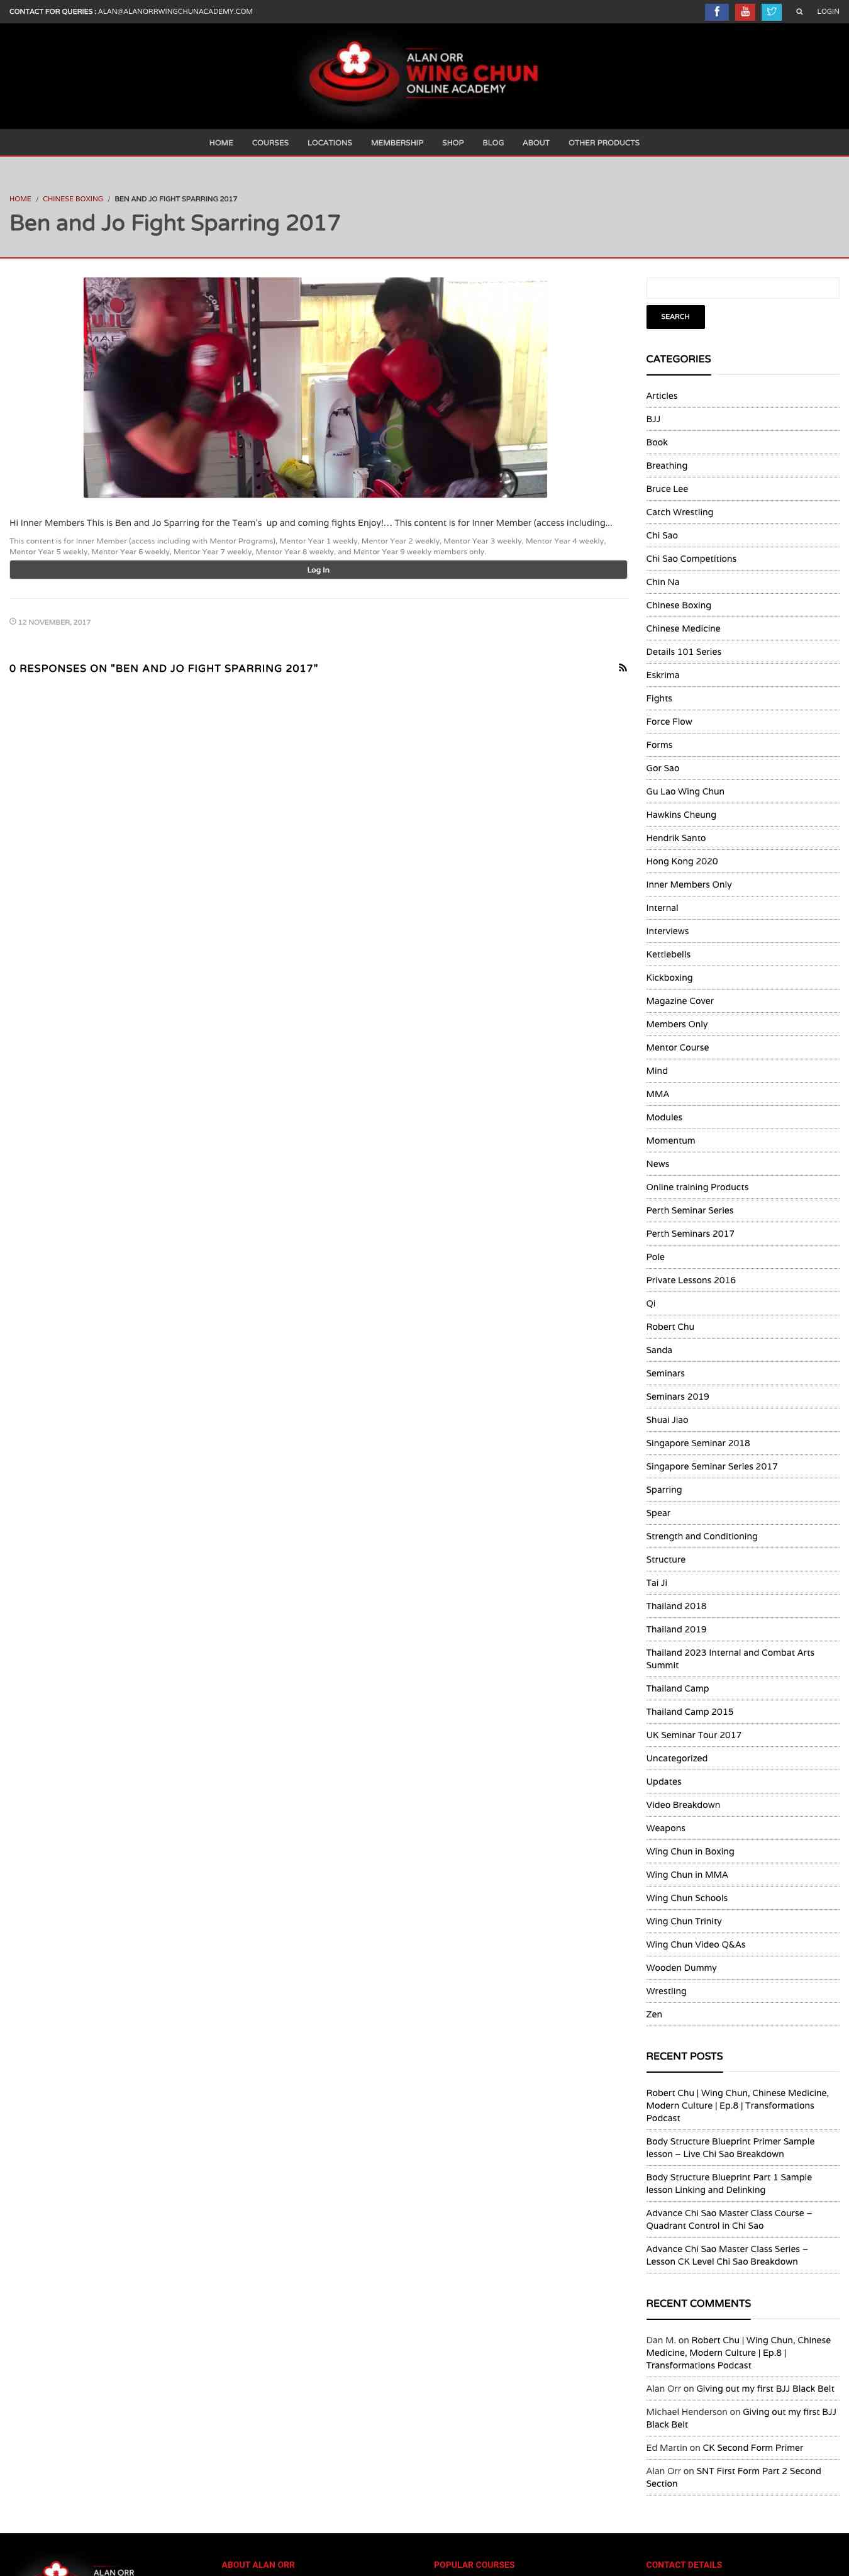 CONTACT FOR QUERIES : ALAN@ALANORRWINGCHUNACADEMY.COM
LOGIN
ALAN ORR
WING CHUN
ONLINE ACADEMY
HOME COURSES LOCATIONS MEMBERSHIP SHOP BLOG ABOUT OTHER PRODUCTS
HOME / CHINESE BOXING / BEN AND JO FIGHT SPARRING 2017
Ben and Jo Fight Sparring 2017
Hi Inner Members This is Ben and Jo Sparring for the Team's up and coming fights Enjoy!… This content is for Inner Member (access including...
This content is for Inner Member (access including with Mentor Programs), Mentor Year 1 weekly, Mentor Year 2 weekly, Mentor Year 3 weekly, Mentor Year 4 weekly,
Mentor Year 5 weekly, Mentor Year 6 weekly, Mentor Year 7 weekly, Mentor Year 8 weekly, and Mentor Year 9 weekly members only.
Log In
12 NOVEMBER, 2017
0 RESPONSES ON "BEN AND JO FIGHT SPARRING 2017"
SEARCH
CATEGORIES
Articles
BJJ
Book
Breathing
Bruce Lee
Catch Wrestling
Chi Sao
Chi Sao Competitions
Chin Na
Chinese Boxing
Chinese Medicine
Details 101 Series
Eskrima
Fights
Force Flow
Forms
Gor Sao
Gu Lao Wing Chun
Hawkins Cheung
Hendrik Santo
Hong Kong 2020
Inner Members Only
Internal
Interviews
Kettlebells
Kickboxing
Magazine Cover
Members Only
Mentor Course
Mind
MMA
Modules
Momentum
News
Online training Products
Perth Seminar Series
Perth Seminars 2017
Pole
Private Lessons 2016
Qi
Robert Chu
Sanda
Seminars
Seminars 2019
Shuai Jiao
Singapore Seminar 2018
Singapore Seminar Series 2017
Sparring
Spear
Strength and Conditioning
Structure
Tai Ji
Thailand 2018
Thailand 2019
Thailand 2023 Internal and Combat Arts
Summit
Thailand Camp
Thailand Camp 2015
UK Seminar Tour 2017
Uncategorized
Updates
Video Breakdown
Weapons
Wing Chun in Boxing
Wing Chun in MMA
Wing Chun Schools
Wing Chun Trinity
Wing Chun Video Q&As
Wooden Dummy
Wrestling
Zen
RECENT POSTS
Robert Chu | Wing Chun, Chinese Medicine,
Modern Culture | Ep.8 | Transformations
Podcast
Body Structure Blueprint Primer Sample
lesson – Live Chi Sao Breakdown
Body Structure Blueprint Part 1 Sample
lesson Linking and Delinking
Advance Chi Sao Master Class Course –
Quadrant Control in Chi Sao
Advance Chi Sao Master Class Series –
Lesson CK Level Chi Sao Breakdown
RECENT COMMENTS
Dan M. on Robert Chu | Wing Chun, Chinese
Medicine, Modern Culture | Ep.8 |
Transformations Podcast
Alan Orr on Giving out my first BJJ Black Belt
Michael Henderson on Giving out my first BJJ
Black Belt
Ed Martin on CK Second Form Primer
Alan Orr on SNT First Form Part 2 Second
Section
ALAN ORR
ABOUT ALAN ORR
POPULAR COURSES
CONTACT DETAILS